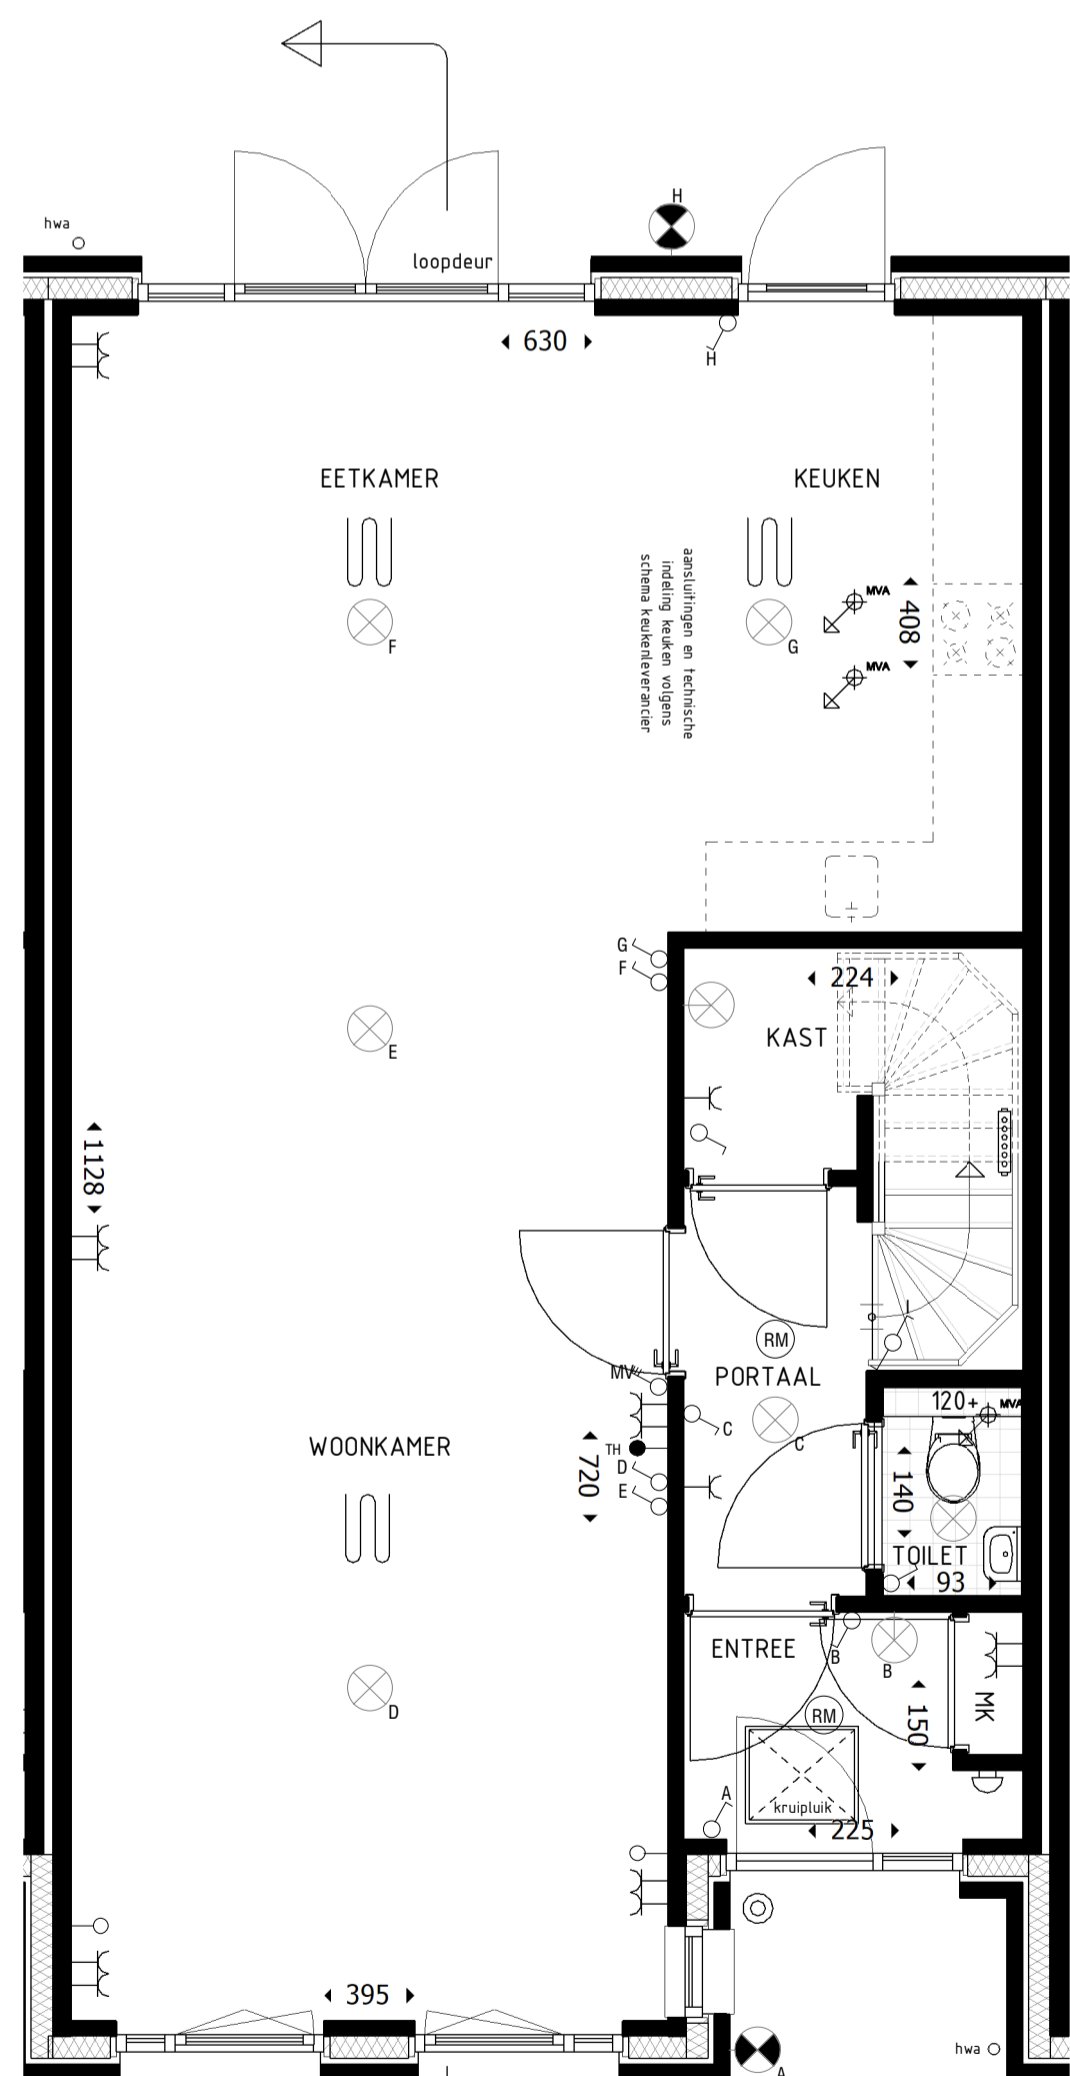 hwa
H
loopdeur
630
H
EETKAMER
KEUKEN
aansluitingen en technische
indeling keuken volgens
schema keukenleverancier
MVA
408
MVA
F
G
G
F
224
KAST
E
1128
I
RM
MV
PORTAAL
120+
MVA
C
C
WOONKAMER
TH
D
E
720
140
TOILET
93
ENTREE
B
B
MK
D
RM
150
A
kruipluik
225
395
hwa
A